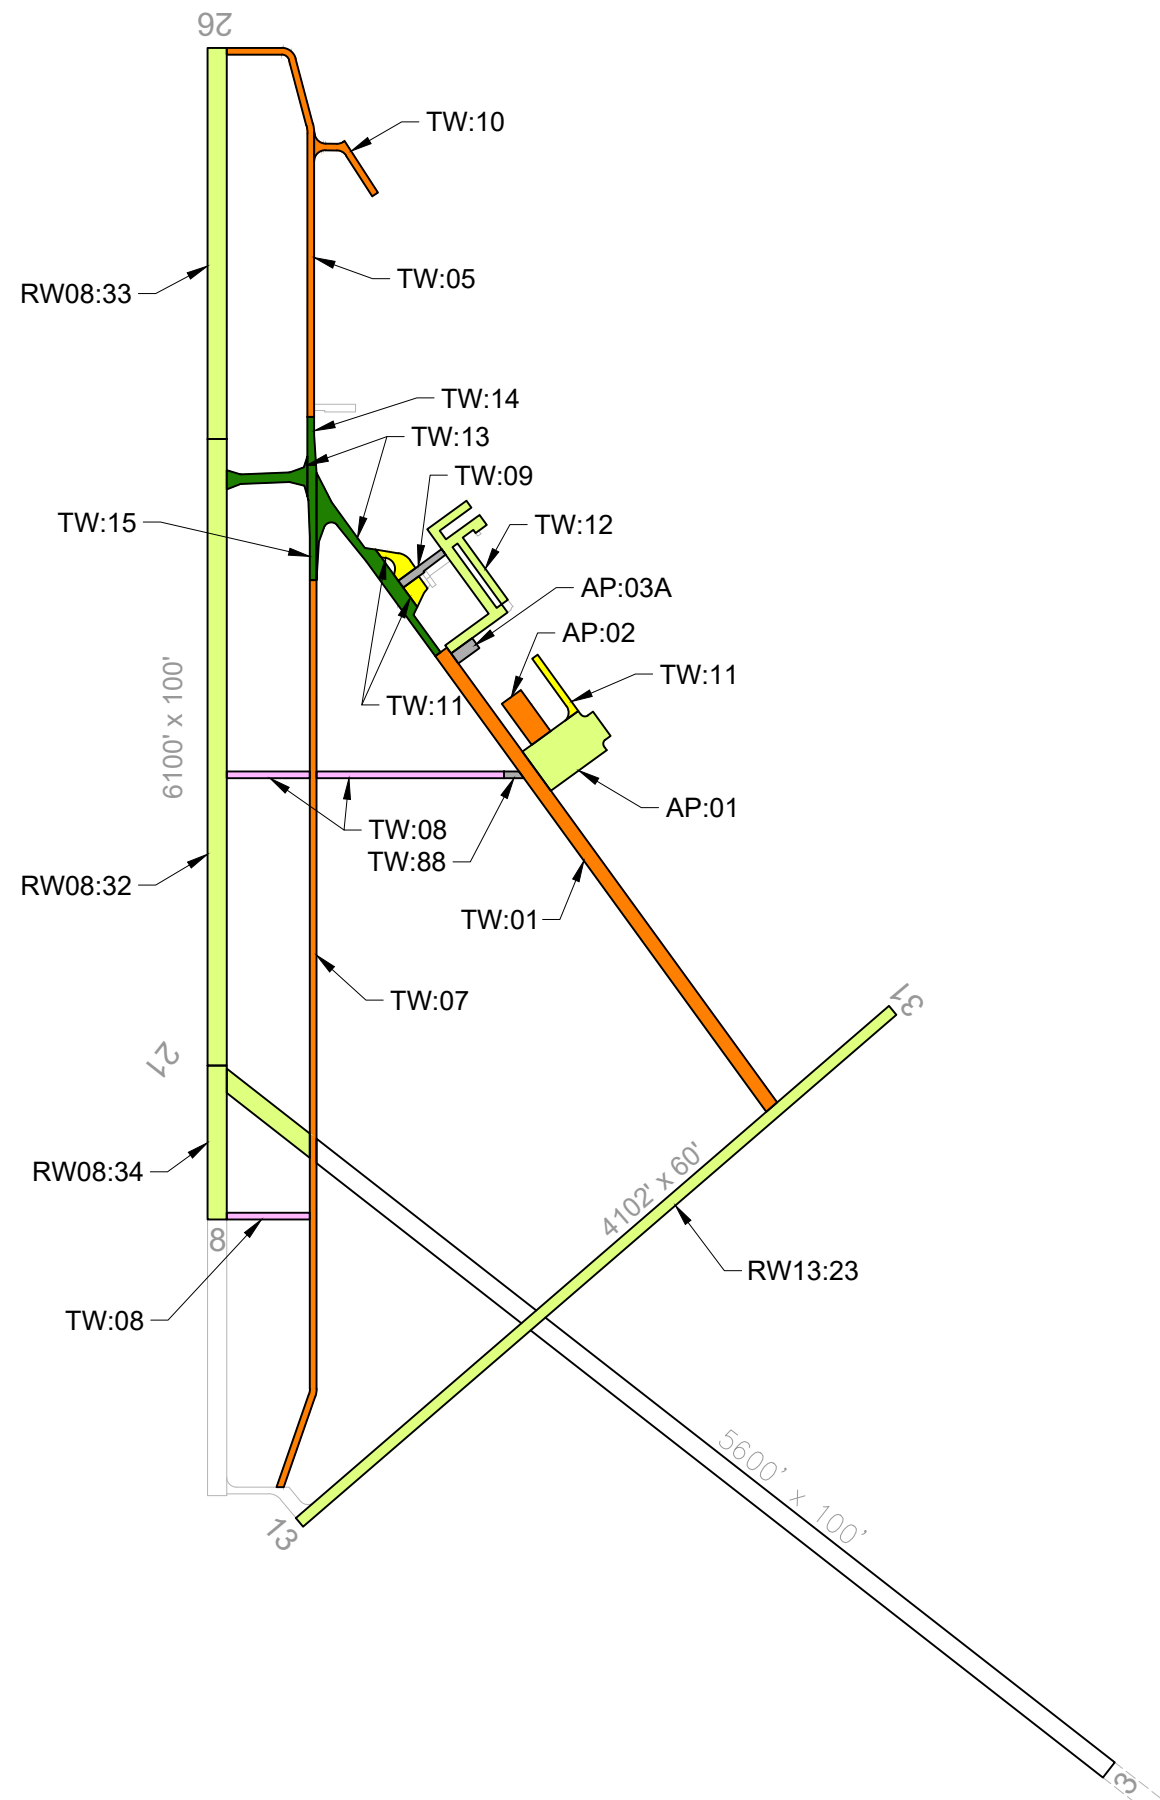 26
TW:10
TW:05
RW08:33
TW:14
TW:13
TW:09
TW:15
TW:12
AP:03A
AP:02
TW:11
TW:11
6100' x 100'
AP:01
TW:08
TW:88
RW08:32
TW:01
TW:07
31
21
4102' x 60'
RW08:34
8
RW13:23
TW:08
5600' x 100'
13
3